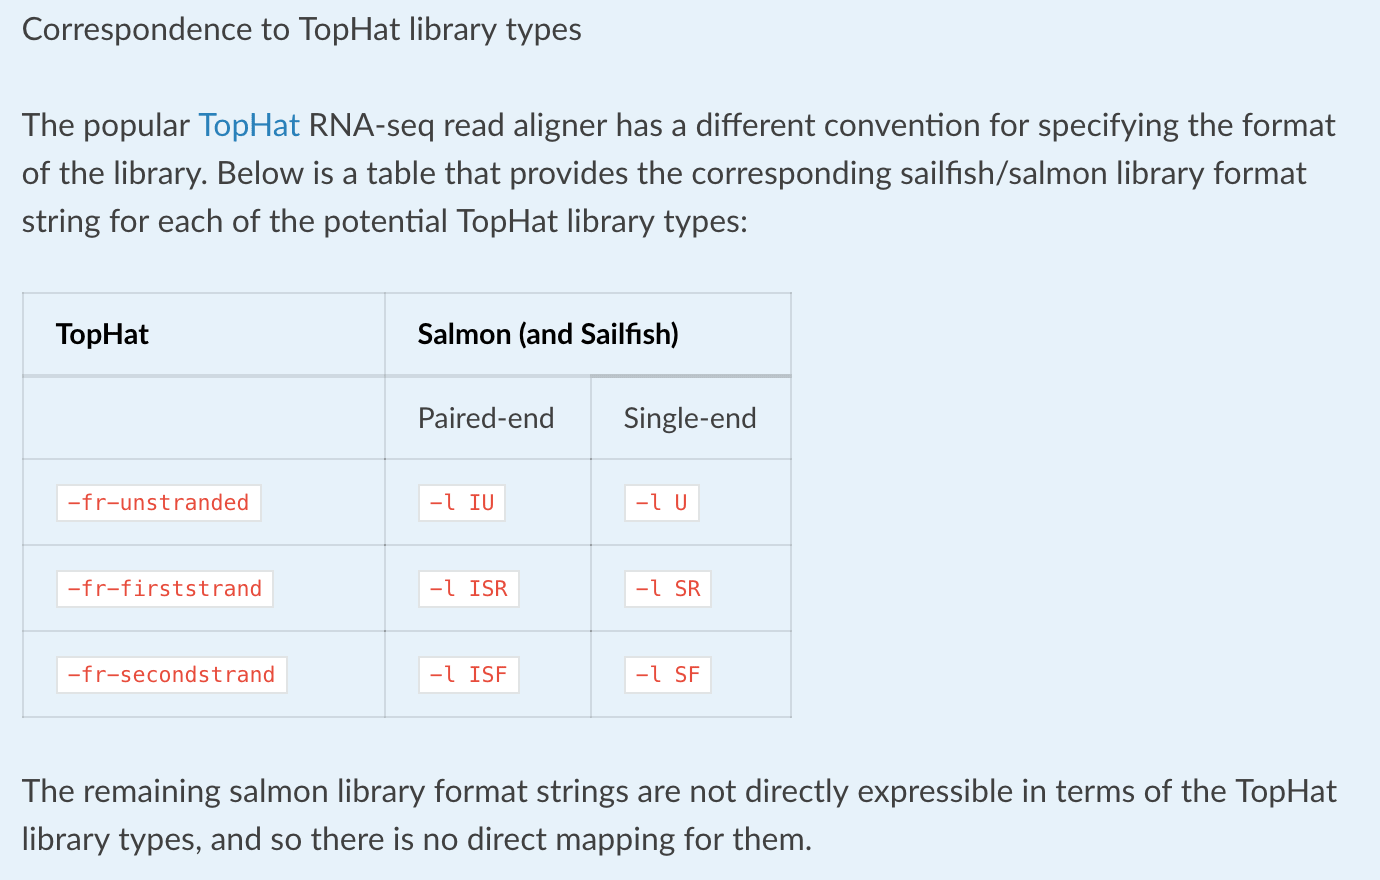 Correspondence to TopHat library types
The popular TopHat RNA-seq read aligner has a different convention for specifying the format
of the library. Below is a table that provides the corresponding sailfish/salmon library format
string for each of the potential TopHat library types:
TopHat Salmon (and Sailfish)
Paired-end Single-end
-fr-unstranded -l IU -l U
-fr-firststrand -l ISR -l SR
-fr-secondstrand -l ISF -l SF
The remaining salmon library format strings are not directly expressible in terms of the TopHat
library types, and so there is no direct mapping for them.